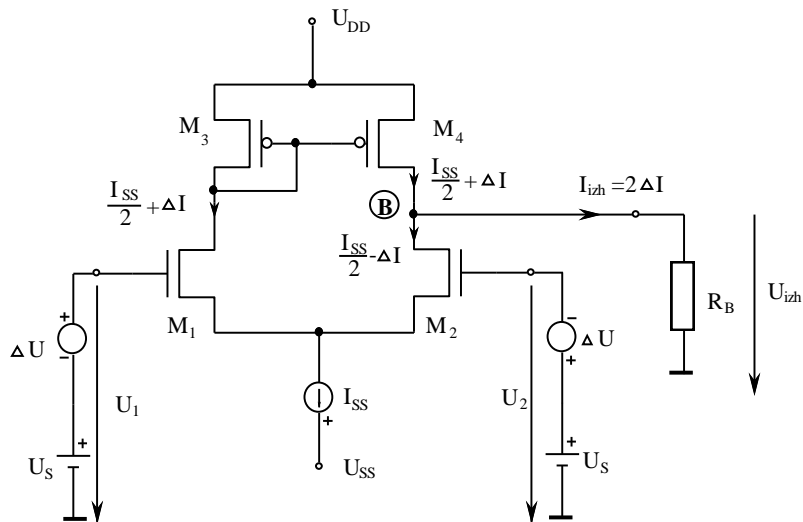 U_DD
M_3
M_4
I_SS/2 + ΔI
I_SS/2 + ΔI
I_izh = 2ΔI
B
I_SS/2 - ΔI
M_1
M_2
R_B
U_izh
+
-
ΔU
-
+
ΔU
U_1
I_SS
+
U_2
U_SS
+
U_S
+
U_S